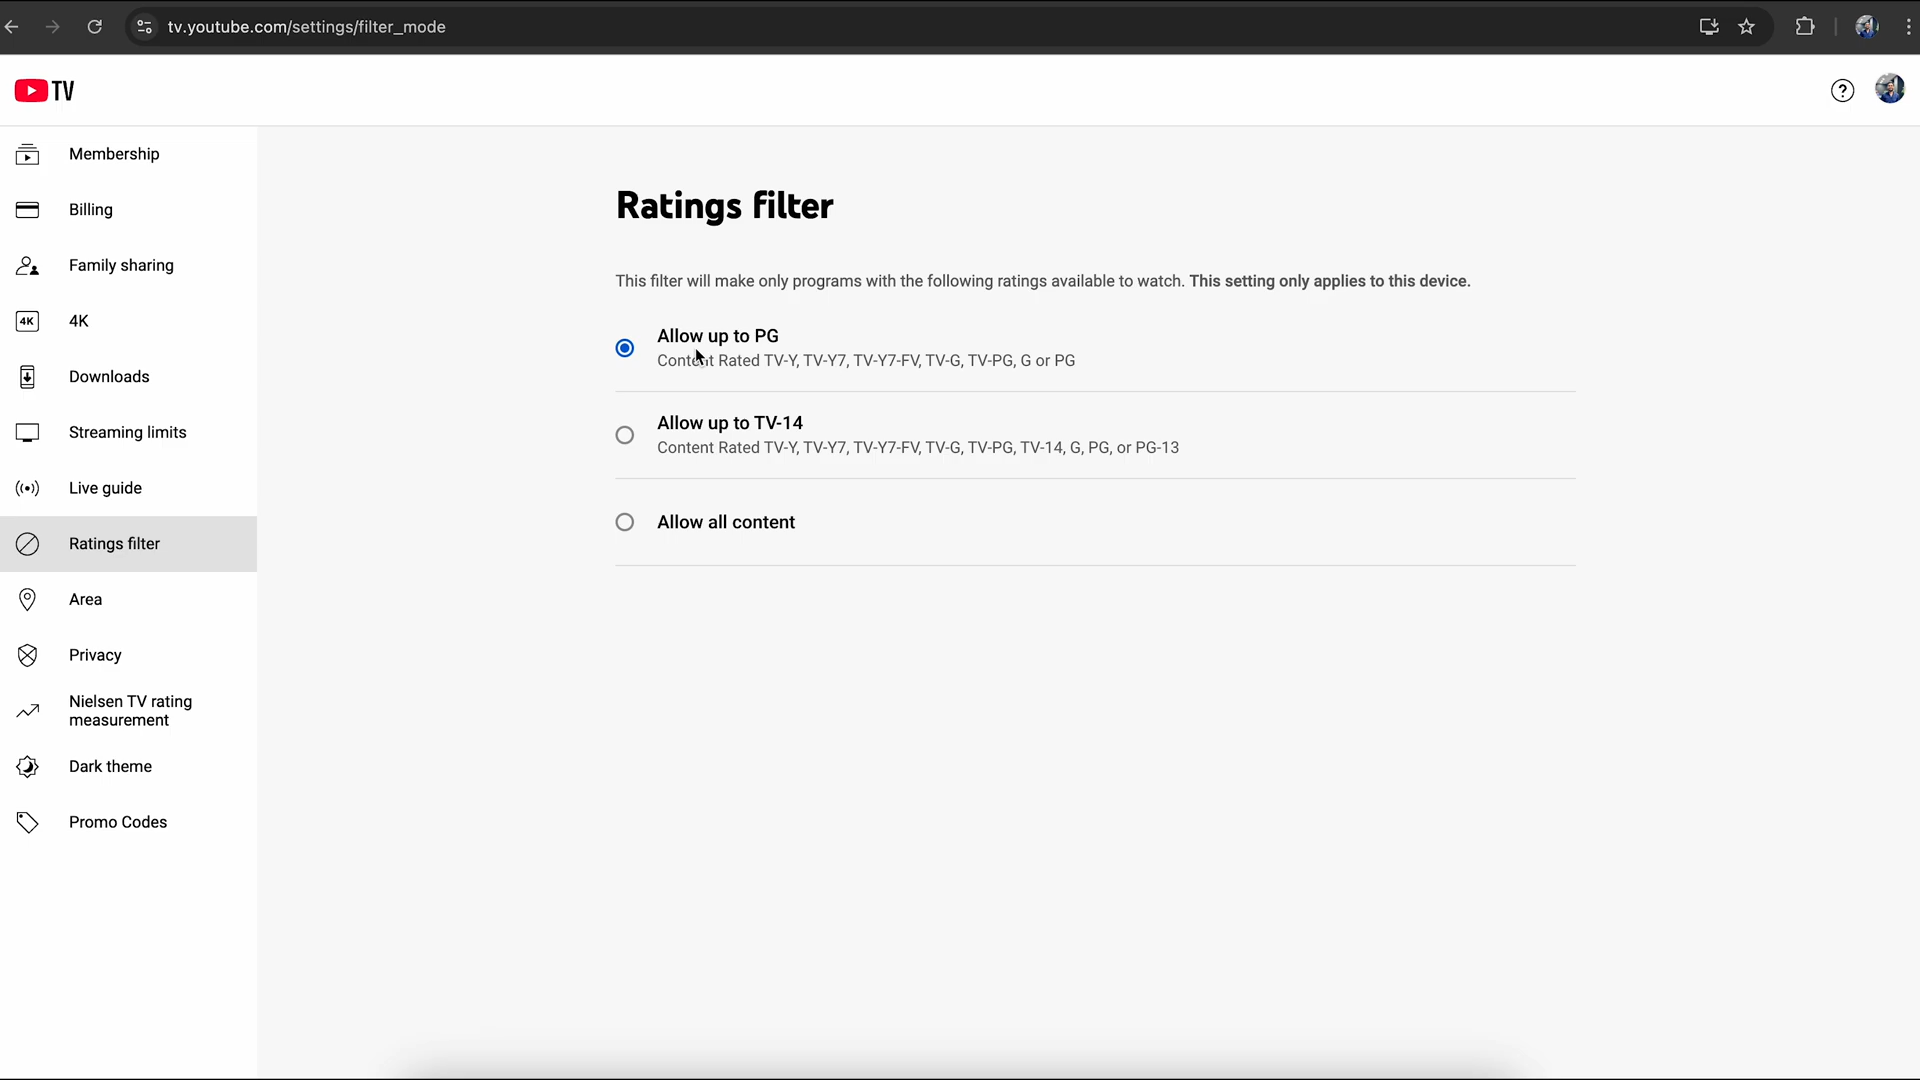 tv.youtube.com/settings/filter_mode
TV
Membership
Billing
Family sharing
4K
4K
Downloads
Streaming limits
Live guide
Ratings filter
Area
Privacy
Nielsen TV rating
measurement
Dark theme
Promo Codes
Ratings filter
This filter will make only programs with the following ratings available to watch. This setting only applies to this device.
Allow up to PG
Content Rated TV-Y, TV-Y7, TV-Y7-FV, TV-G, TV-PG, G or PG
Allow up to TV-14
Content Rated TV-Y, TV-Y7, TV-Y7-FV, TV-G, TV-PG, TV-14, G, PG, or PG-13
Allow all content